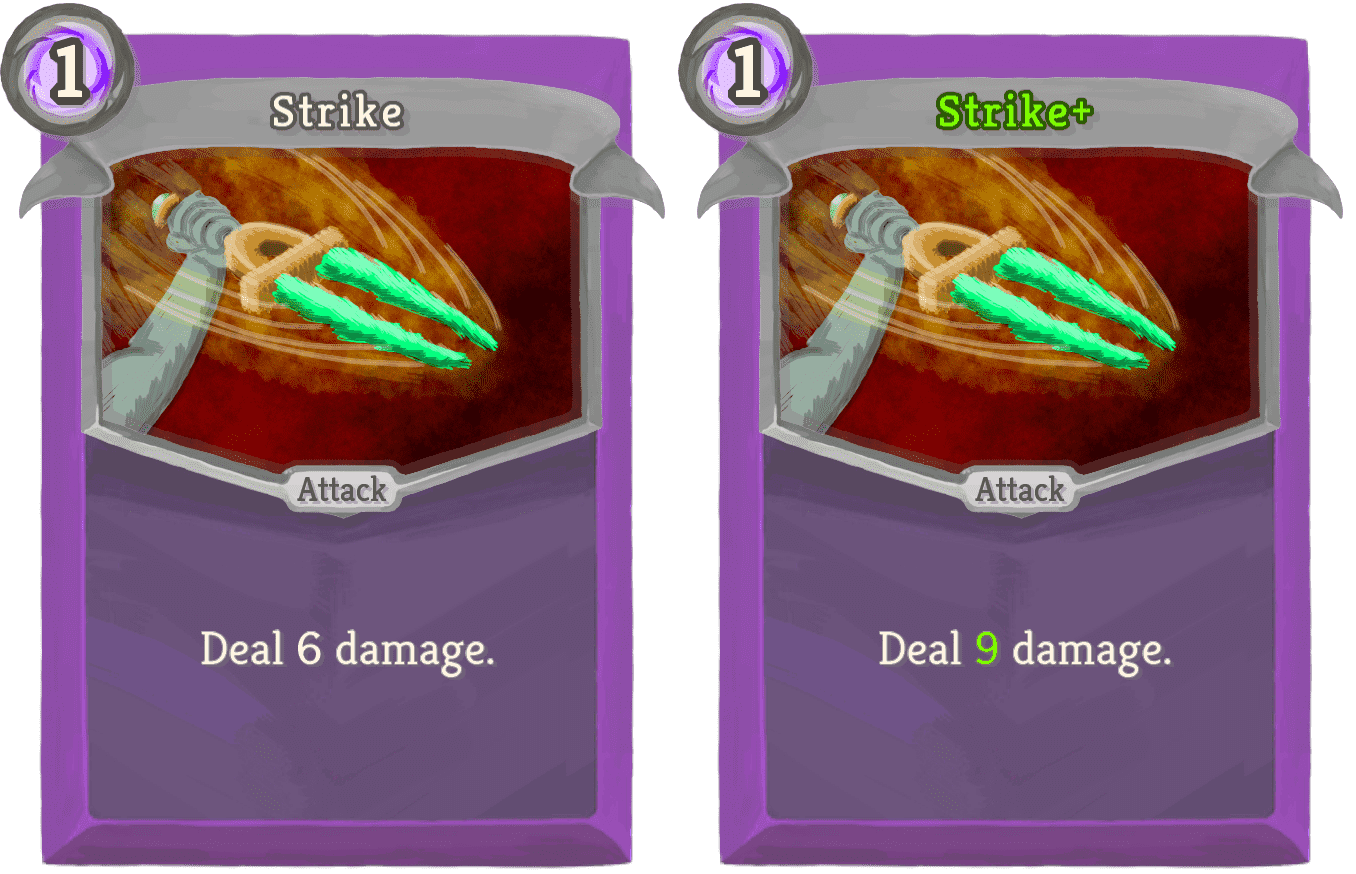 1
Strike
Attack
Deal 6 damage.
1
Strike+
Attack
Deal 9 damage.